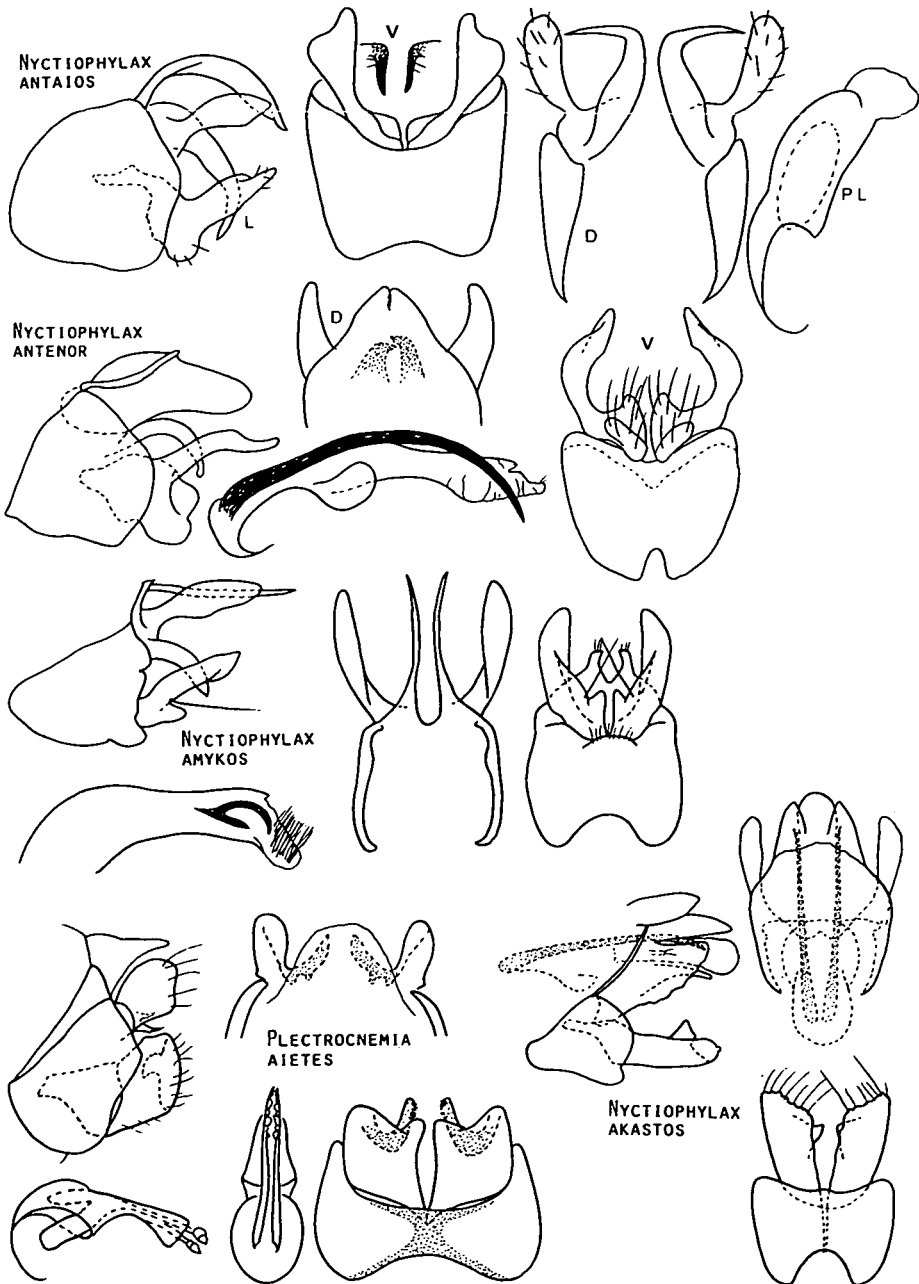 NYCTIOPHYLAX
ANTAIOS
V
L
D
PL
NYCTIOPHYLAX
ANTENOR
D
V
NYCTIOPHYLAX
AMYKOS
PLECTROCNEMIA
AIETES
NYCTIOPHYLAX
AKASTOS